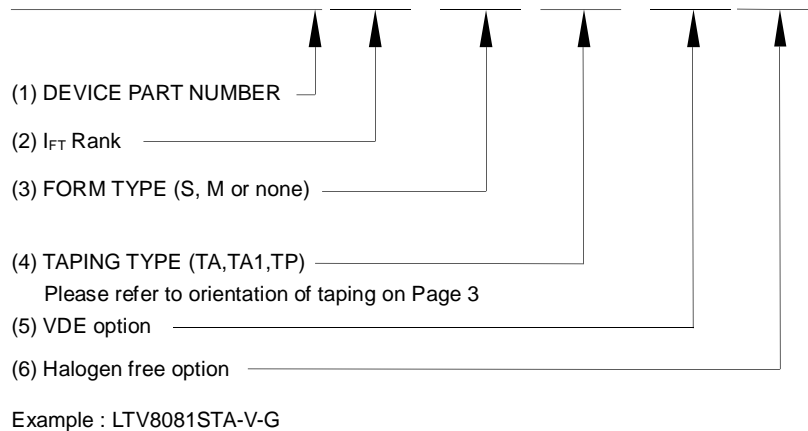 (1) DEVICE PART NUMBER
(2) IFT Rank
(3) FORM TYPE (S, M or none)
(4) TAPING TYPE (TA,TA1,TP)
Please refer to orientation of taping on Page 3
(5) VDE option
(6) Halogen free option
Example : LTV8081STA-V-G